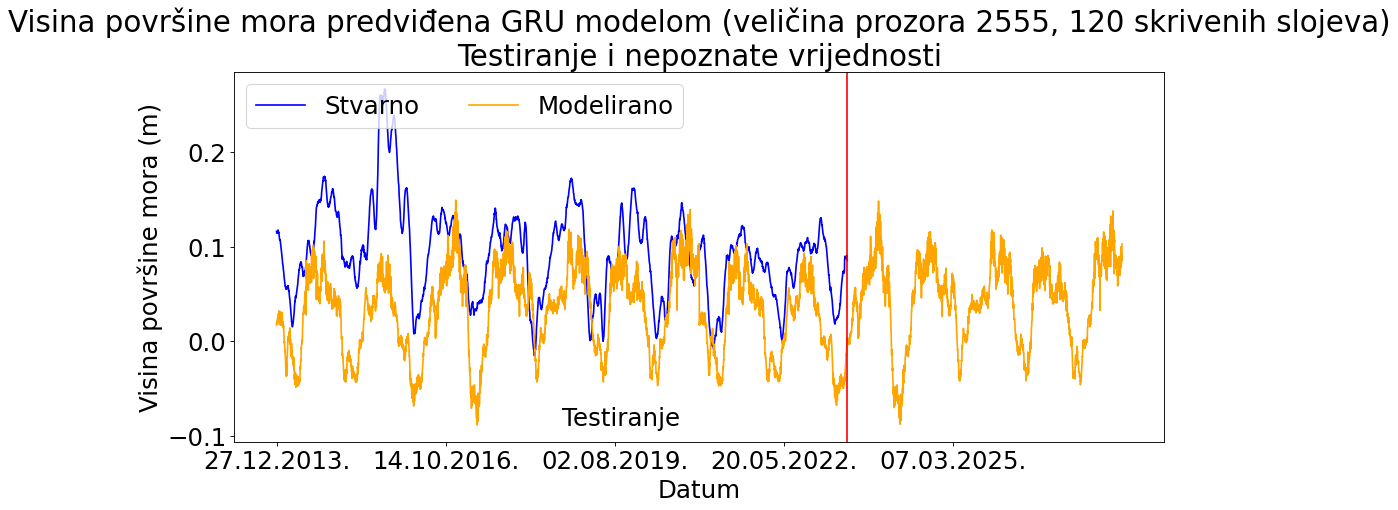 Visina površine mora predviđena GRU modelom (veličina prozora 2555, 120 skrivenih slojeva)
Testiranje i nepoznate vrijednosti
Stvarno
Modelirano
Visina površine mora (m)
0.2
0.1
0.0
−0.1
Testiranje
27.12.2013.
14.10.2016.
02.08.2019.
20.05.2022.
07.03.2025.
Datum